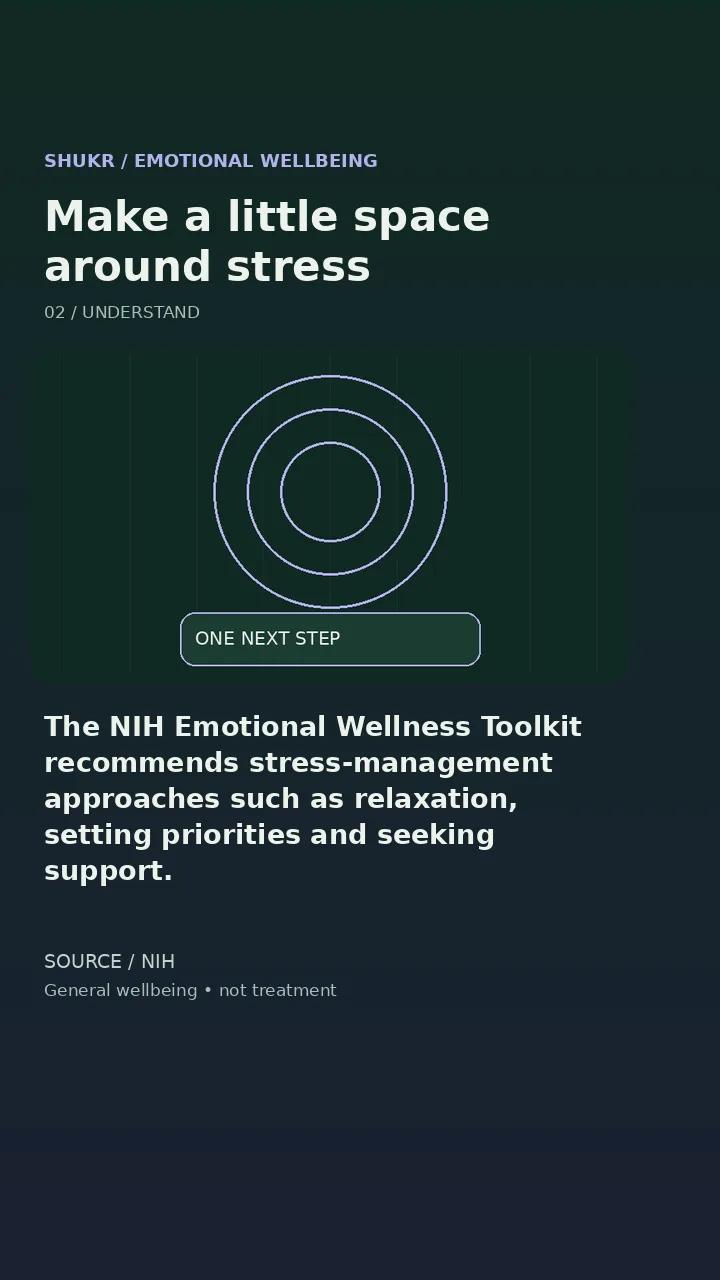 SHUKR / EMOTIONAL WELLBEING
Make a little space
around stress
02 / UNDERSTAND
ONE NEXT STEP
The NIH Emotional Wellness Toolkit
recommends stress-management
approaches such as relaxation,
setting priorities and seeking
support.
SOURCE / NIH
General wellbeing • not treatment